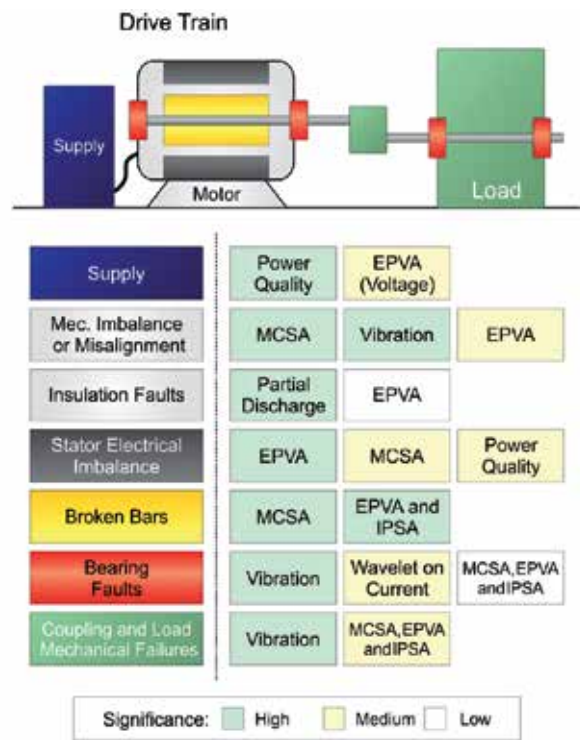 Drive Train
Supply
Motor
Load
Supply
Power
Quality
EPVA
(Voltage)
Mec. Imbalance
or Misalignment
MCSA
Vibration
EPVA
Insulation Faults
Partial
Discharge
EPVA
Stator Electrical
Imbalance
EPVA
MCSA
Power
Quality
Broken Bars
MCSA
EPVA and
IPSA
Bearing
Faults
Vibration
Wavelet on
Current
MCSA,EPVA
and IPSA
Coupling and Load
Mechanical Failures
Vibration
MCSA,EPVA
and IPSA
Significance: High Medium Low